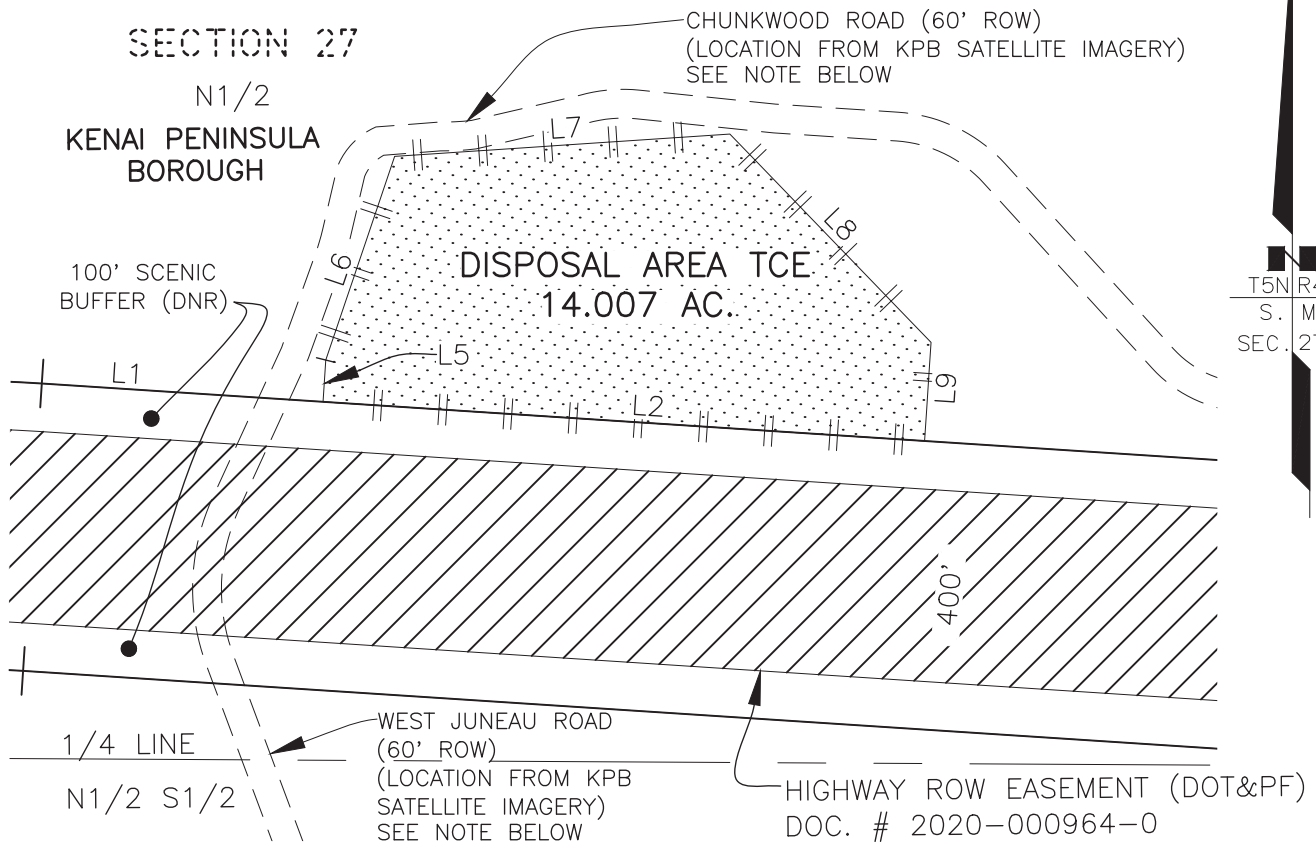 SECTION 27
N1/2
KENAI PENINSULA
BOROUGH
CHUNKWOOD ROAD (60' ROW)
(LOCATION FROM KPB SATELLITE IMAGERY)
SEE NOTE BELOW
L7
L8
L6
DISPOSAL AREA TCE
14.007 AC.
100' SCENIC
BUFFER (DNR)
L5
L1
L2
L9
N
T5N R4
S. M
SEC. 27
400'
WEST JUNEAU ROAD
(60' ROW)
(LOCATION FROM KPB
SATELLITE IMAGERY)
SEE NOTE BELOW
1/4 LINE
N1/2 S1/2
HIGHWAY ROW EASEMENT (DOT&PF)
DOC. # 2020-000964-0